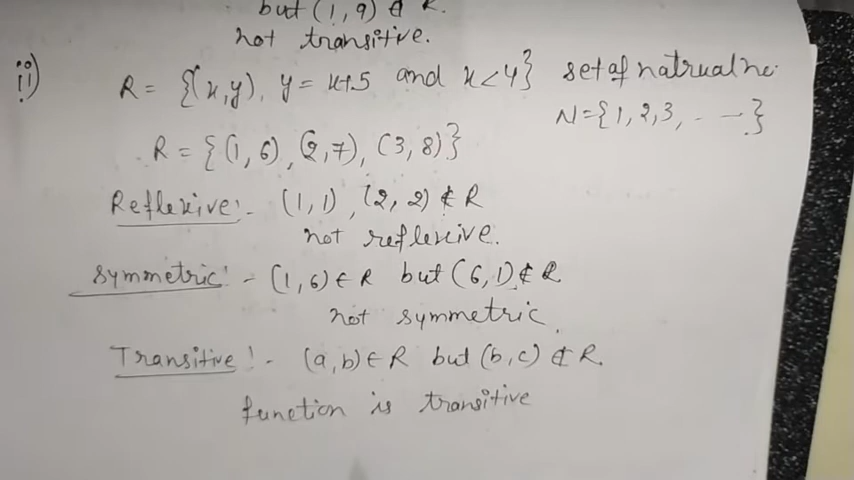 but (1, 9) ∉ R.
not transitive.
ii) R = {(x,y), y = x+5 and x < 4} set of natrual no.
N = {1, 2, 3, . . — . }
R = {(1, 6), (2, 7), (3, 8)}
Reflexive:- (1, 1), (2, 2) ∉ R
not reflexive.
Symmetric:- (1, 6) ∈ R but (6, 1) ∉ R
not symmetric.
Transitive:- (a, b) ∈ R but (b, c) ∉ R.
function is transitive